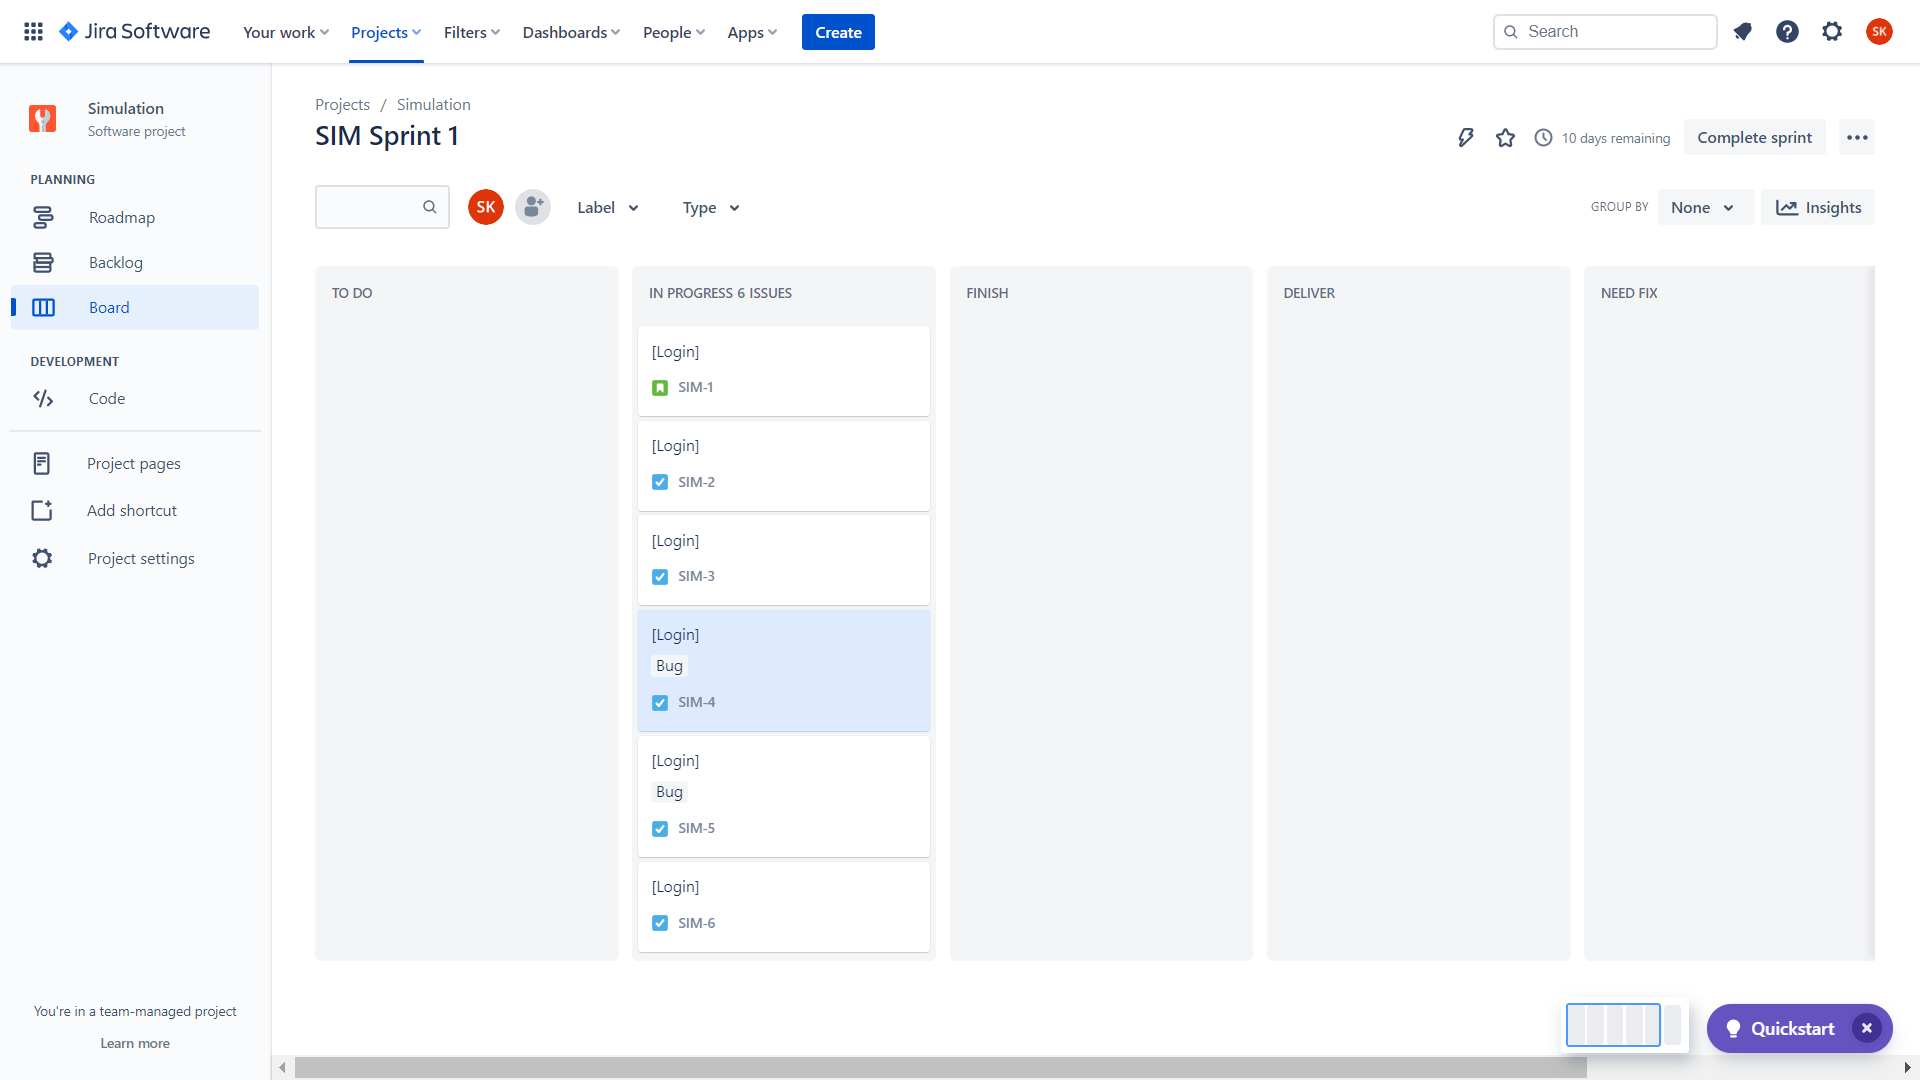 Jira Software
Your work
Projects
Filters
Dashboards
People
Apps
Create
Search
SK
Simulation
Software project
PLANNING
Roadmap
Backlog
Board
DEVELOPMENT
Code
Project pages
Add shortcut
Project settings
You're in a team-managed project
Learn more
Projects / Simulation
SIM Sprint 1
10 days remaining
Complete sprint
SK
Label
Type
GROUP BY
None
Insights
TO DO
IN PROGRESS 6 ISSUES
[Login]
SIM-1
[Login]
SIM-2
[Login]
SIM-3
[Login]
Bug
SIM-4
[Login]
Bug
SIM-5
[Login]
SIM-6
FINISH
DELIVER
NEED FIX
Quickstart